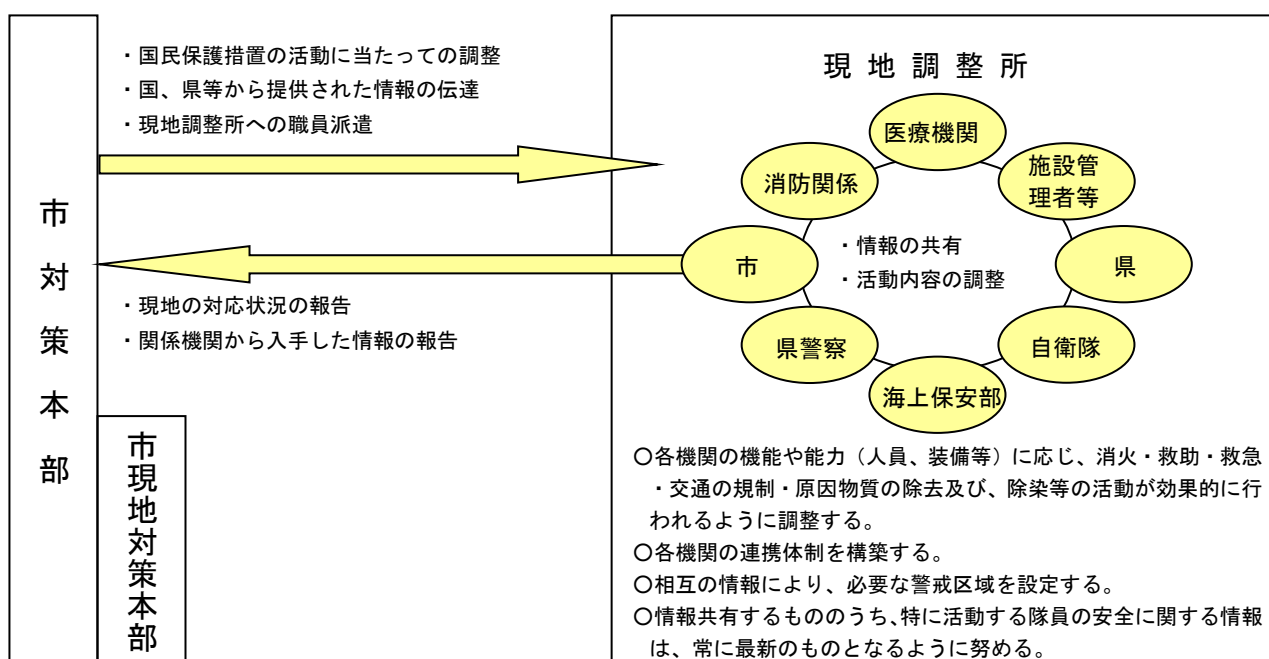 市対策本部
・国民保護措置の活動に当たっての調整
・国、県等から提供された情報の伝達
・現地調整所への職員派遣
・現地の対応状況の報告
・関係機関から入手した情報の報告
市現地対策本部
現地調整所
医療機関
消防関係
施設管
理者等
市
・情報の共有
・活動内容の調整
県
県警察
自衛隊
海上保安部
〇各機関の機能や能力（人員、装備等）に応じ、消火・救助・救急
・交通の規制・原因物質の除去及び、除染等の活動が効果的に行
われるように調整する。
〇各機関の連携体制を構築する。
〇相互の情報により、必要な警戒区域を設定する。
〇情報共有するもののうち、特に活動する隊員の安全に関する情報
は、常に最新のものとなるように努める。